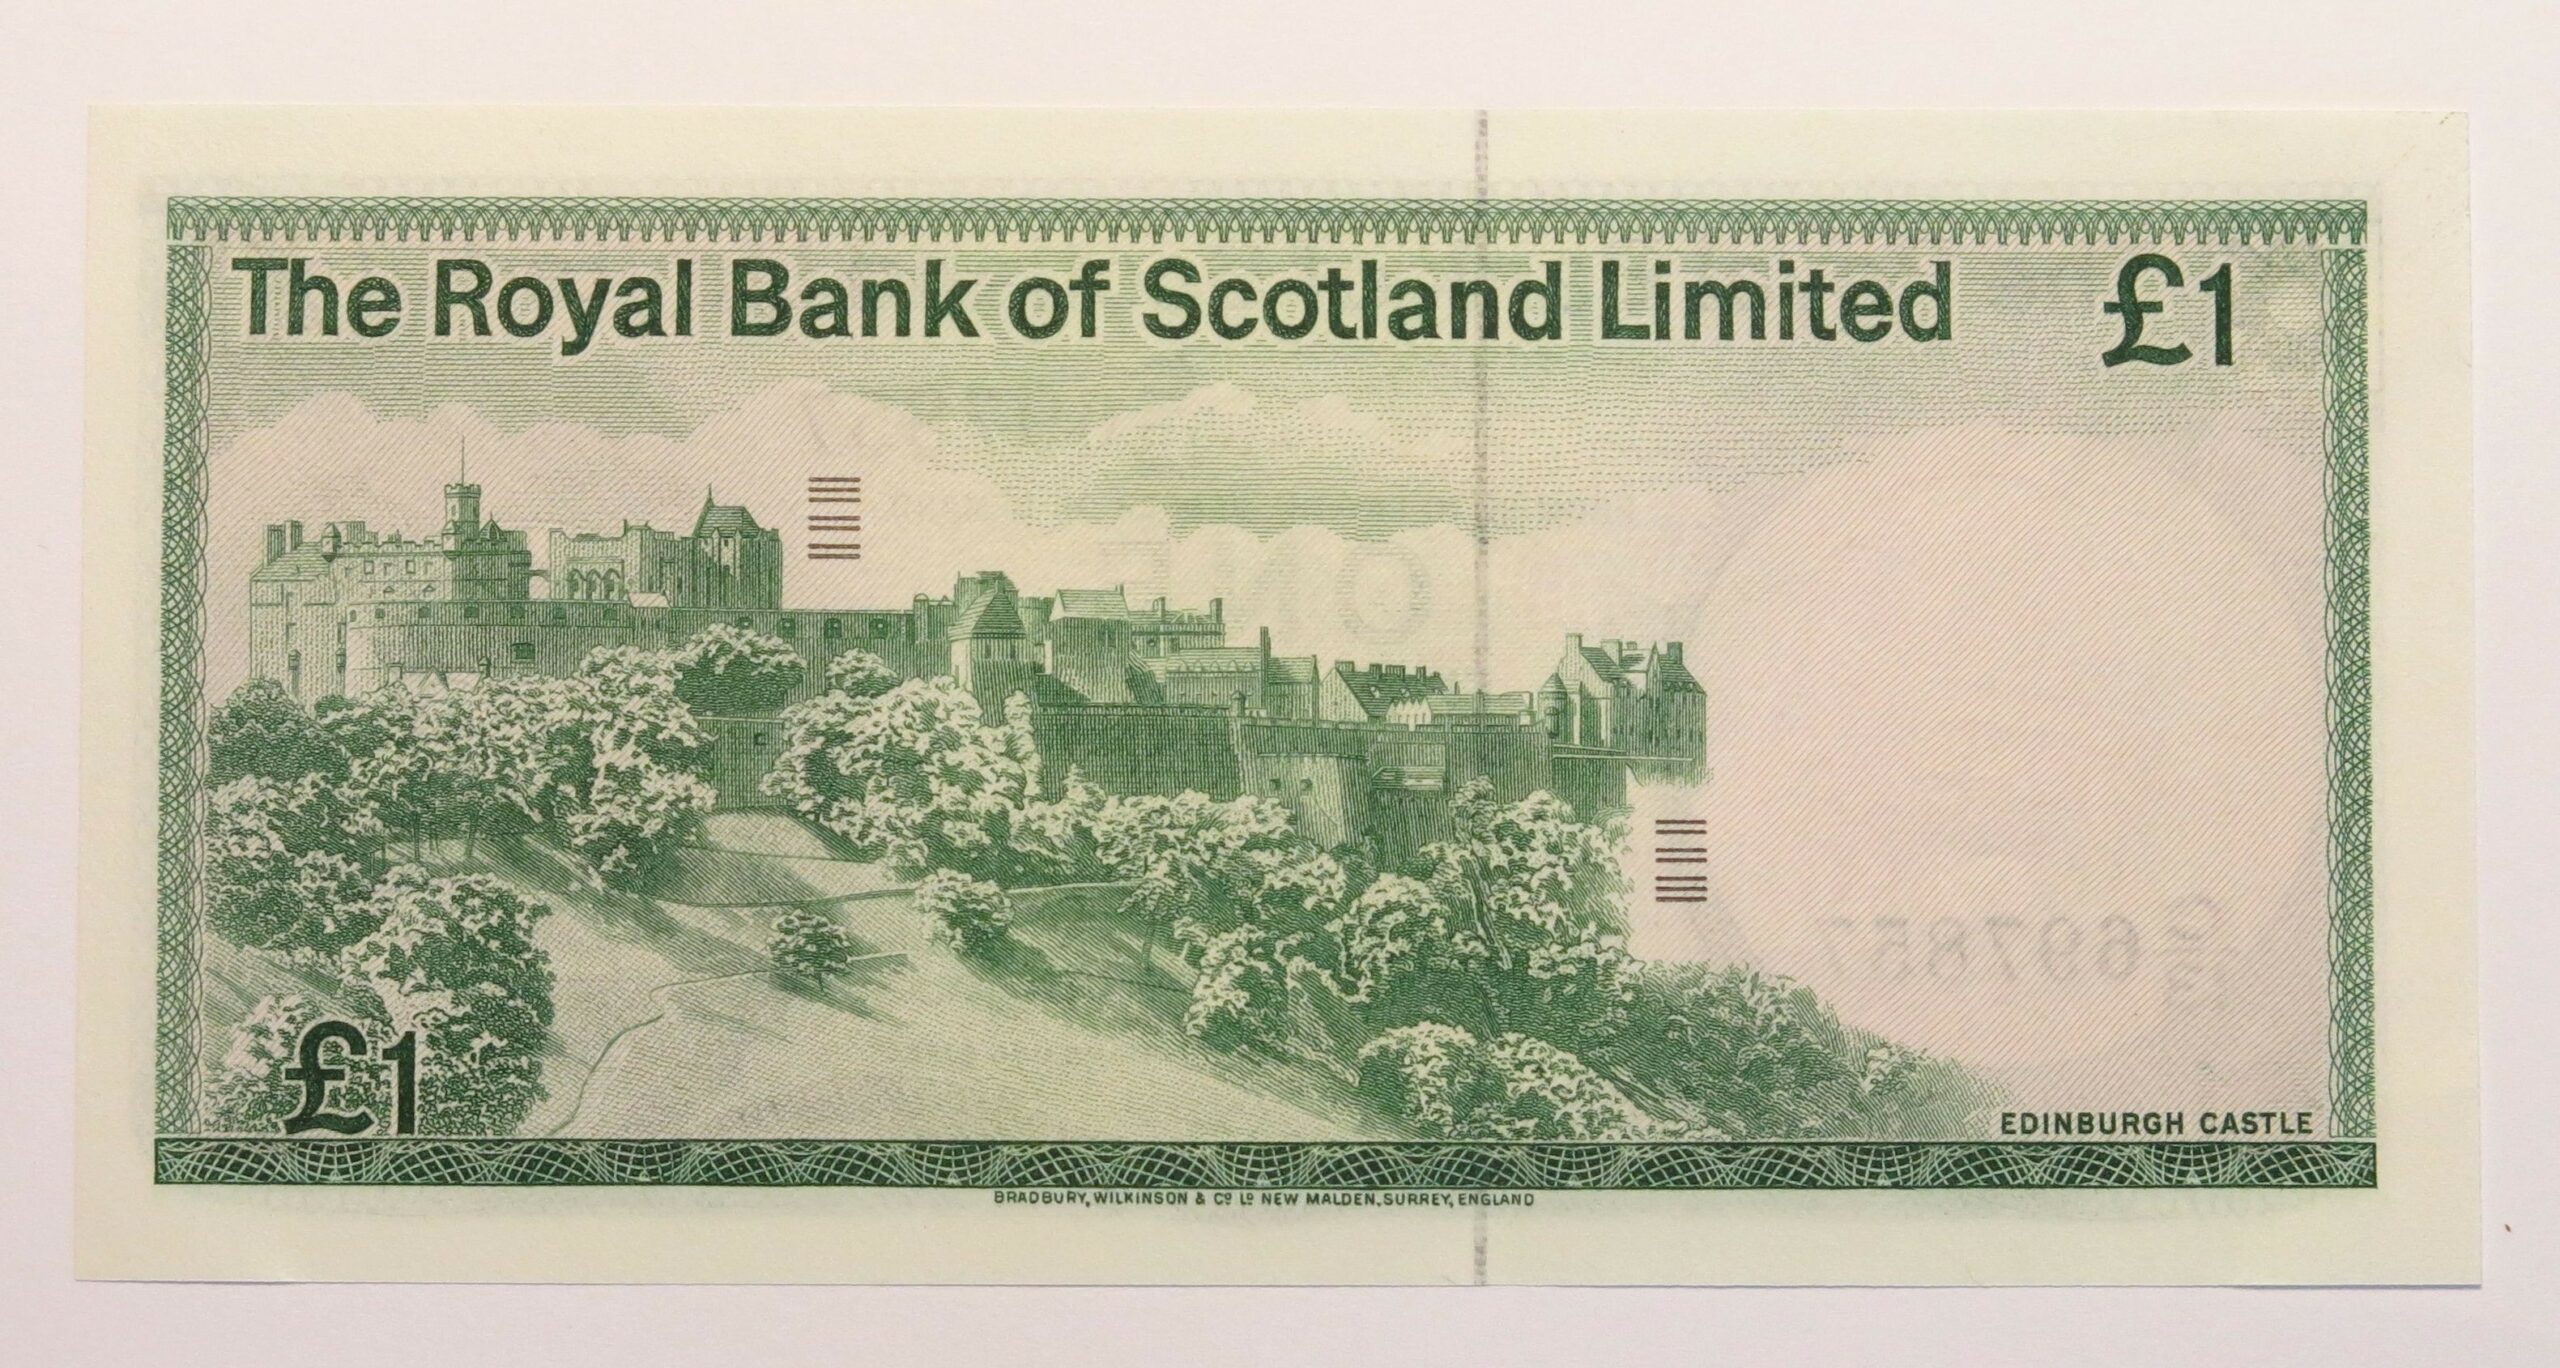 The Royal Bank of Scotland Limited £1
£1
EDINBURGH CASTLE
BRADBURY, WILKINSON & Cº Lº NEW MALDEN, SURREY, ENGLAND